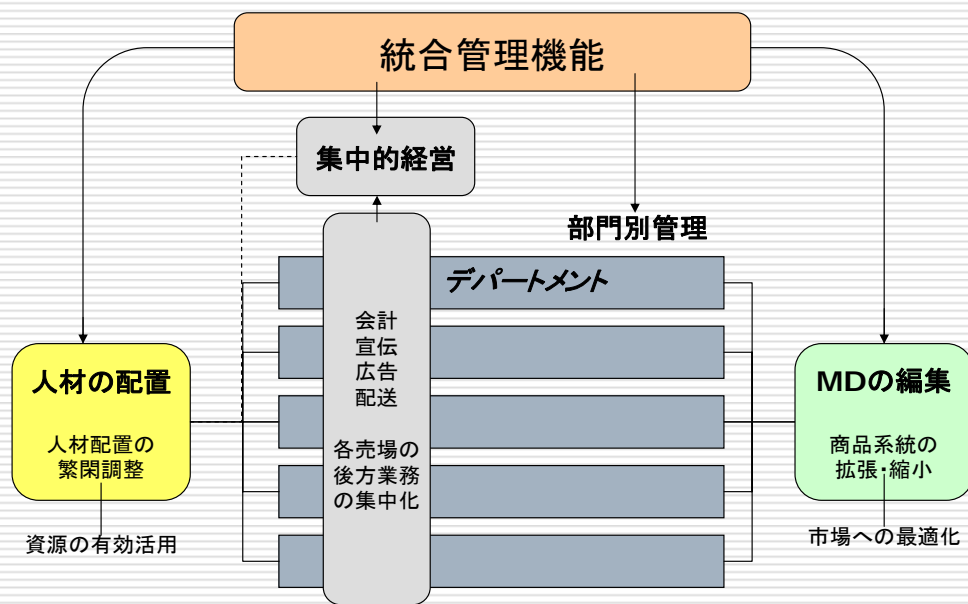 統合管理機能
集中的経営
部門別管理
デパートメント
会計
宣伝
広告
配送
各売場の
後方業務
の集中化
人材の配置
人材配置の
繁閑調整
資源の有効活用
MDの編集
商品系統の
拡張・縮小
市場への最適化